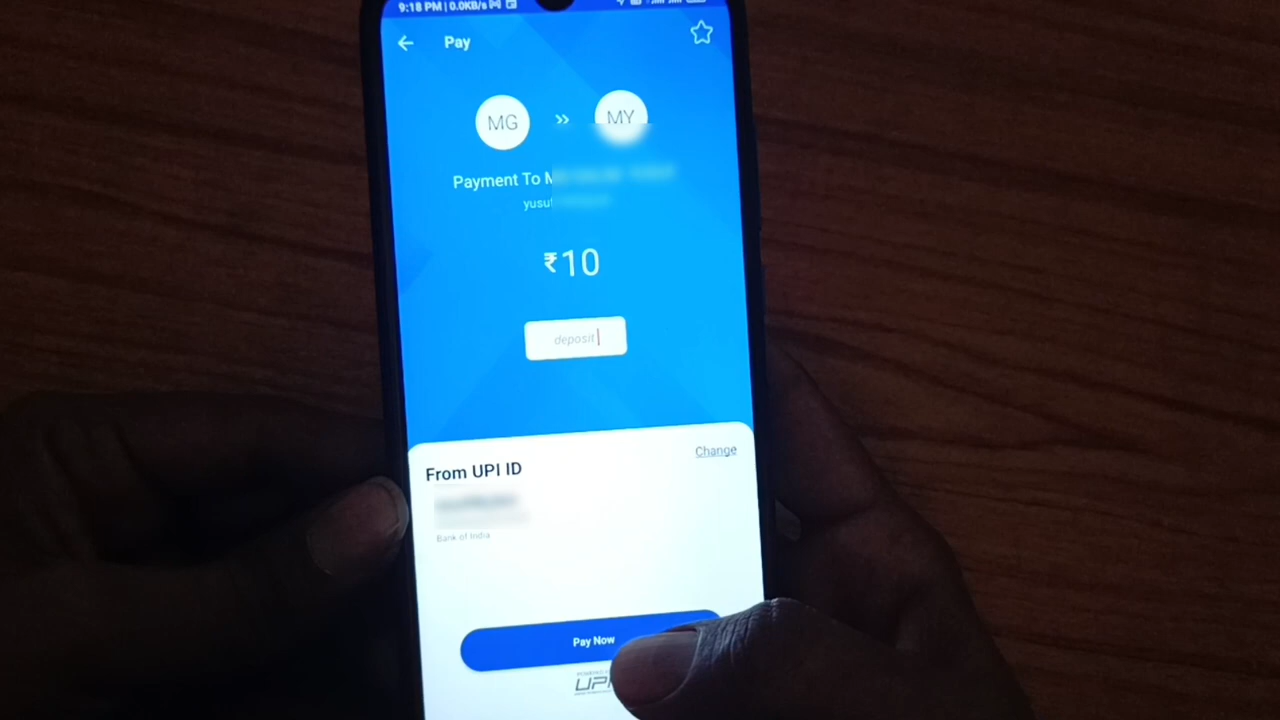 9:18 PM | 0.0KB/s
Pay
MG
MY
Payment To
₹10
deposit
From UPI ID
Change
Bank of India
Pay Now
UPI